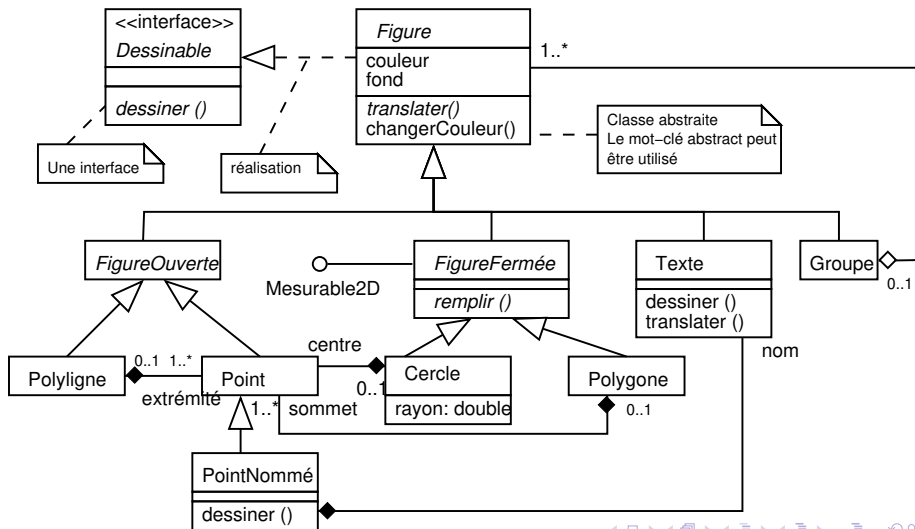 <<interface>>
Dessinable
dessiner ()
Figure
couleur
fond
translater()
changerCouleur()
1..*
Une interface
réalisation
Classe abstraite
Le mot-clé abstract peut
être utilisé
FigureOuverte
Mesurable2D
FigureFermée
remplir ()
Texte
dessiner ()
translater ()
Groupe
0..1
Polyligne
0..1
1..*
extrémité
Point
centre
0..1
Cercle
rayon: double
Polygone
0..1
nom
1..*
sommet
PointNommé
dessiner ()